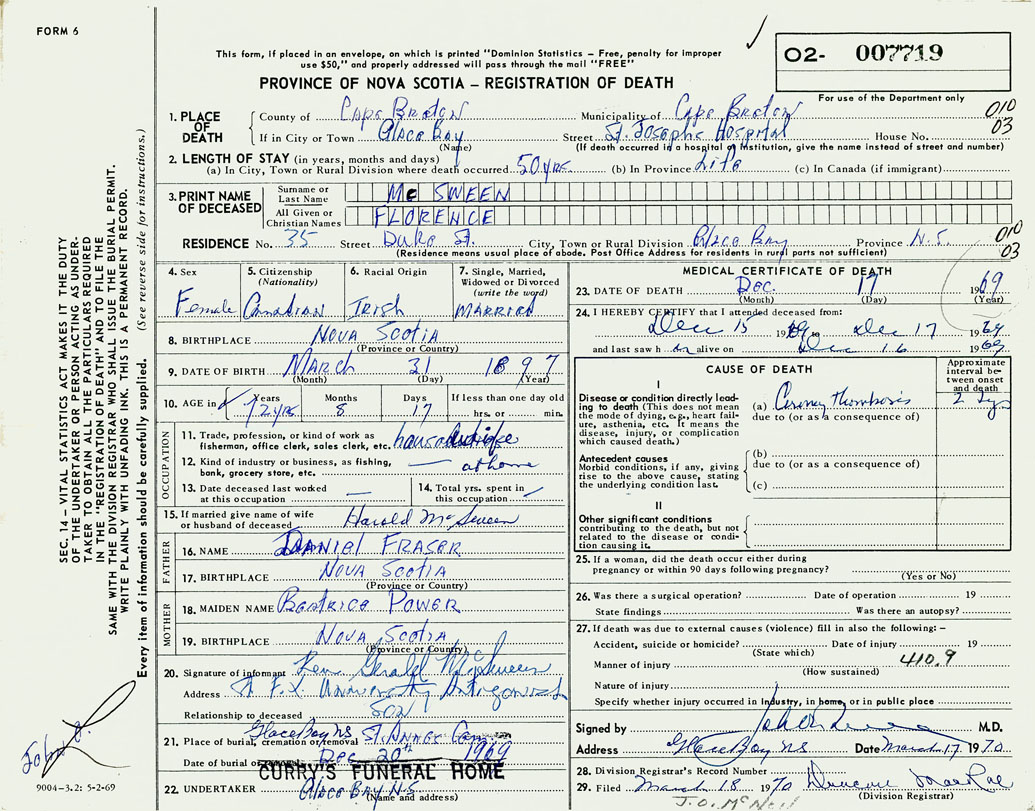 FORM 6
This form, if placed in an envelope, on which is printed "Dominion Statistics – Free, penalty for improper
use $50," and properly addressed will pass through the mail "FREE"
PROVINCE OF NOVA SCOTIA – REGISTRATION OF DEATH
02- 007719
For use of the Department only
010
03
1. PLACE OF DEATH
County of Cape Breton Municipality of Cape Breton
If in City or Town Glace Bay Street St. Josephs Hospital House No.
(Name) (If death occurred in a hospital or institution, give the name instead of street and number)
2. LENGTH OF STAY (in years, months and days)
(a) In City, Town or Rural Division where death occurred 50 yrs. (b) In Province Life (c) In Canada (if immigrant)
3. PRINT NAME OF DECEASED
Surname or Last Name McSWEEN
All Given or Christian Names FLORENCE
RESIDENCE No. 35 Street Duke St. City, Town or Rural Division Glace Bay Province N.S.
(Residence means usual place of abode. Post Office Address for residents in rural parts not sufficient)
010
03
4. Sex Female
5. Citizenship (Nationality) Canadian
6. Racial Origin Irish
7. Single, Married, Widowed or Divorced (write the word) MARRIED
8. BIRTHPLACE NOVA SCOTIA
(Province or Country)
9. DATE OF BIRTH MARCH 31 1897
(Month) (Day) (Year)
10. AGE in Years Months Days If less than one day old
72 yrs 8 17 hrs. or min.
OCCUPATION
11. Trade, profession, or kind of work as fisherman, office clerk, sales clerk, etc. housewife
12. Kind of industry or business, as fishing, bank, grocery store, etc. — at home
13. Date deceased last worked at this occupation —
14. Total yrs. spent in this occupation —
15. If married give name of wife or husband of deceased Harold McSween
FATHER
16. NAME DANIEL FRASER
17. BIRTHPLACE NOVA SCOTIA
(Province or Country)
MOTHER
18. MAIDEN NAME Beatrice POWER
19. BIRTHPLACE NOVA SCOTIA
(Province or Country)
20. Signature of informant Rev. Gerald McSween
Address St F.X. University Antigonish
Relationship to deceased SON
21. Place of burial, cremation or removal Glace Bay NS ST. ANNES Cem.
Date of burial or removal Dec 20th 1969
CURRY'S FUNERAL HOME
22. UNDERTAKER Glace Bay N.S.
(Name and address)
MEDICAL CERTIFICATE OF DEATH
23. DATE OF DEATH Dec. 17 1969
(Month) (Day) (Year)
24. I HEREBY CERTIFY that I attended deceased from:
Dec 15 1969 to Dec 17 1969
and last saw her alive on Dec 16 1969
CAUSE OF DEATH
Approximate interval between onset and death
I
Disease or condition directly leading to death (This does not mean the mode of dying, e.g., heart failure, asthenia, etc. It means the disease, injury, or complication which caused death.)
(a) Coronary thrombosis 2 dys
due to (or as a consequence of)
Antecedent causes
Morbid conditions, if any, giving rise to the above cause, stating the underlying condition last.
(b)
due to (or as a consequence of)
(c)
II
Other significant conditions
contributing to the death, but not related to the disease or condition causing it.
25. If a woman, did the death occur either during
pregnancy or within 90 days following pregnancy?
(Yes or No)
26. Was there a surgical operation? Date of operation 19
State findings Was there an autopsy?
27. If death was due to external causes (violence) fill in also the following: –
Accident, suicide or homicide? Date of injury 19
(State which)
Manner of injury 410.9
(How sustained)
Nature of injury
Specify whether injury occurred in Industry, in home, or in public place
Signed by M.D.
Address Glace Bay NS Date March 17 1970
28. Division Registrar's Record Number
29. Filed March 18 1970 Duncan MacRae
(Division Registrar)
J.O. McNeil
SEC. 14 – VITAL STATISTICS ACT MAKES IT THE DUTY
OF THE UNDERTAKER OR PERSON ACTING AS UNDERTAKER TO OBTAIN ALL THE PARTICULARS REQUIRED
IN THE "REGISTRATION OF DEATH" AND TO FILE THE
SAME WITH THE DIVISION REGISTRAR WHO SHALL ISSUE THE BURIAL PERMIT.
WRITE PLAINLY WITH UNFADING INK. THIS IS A PERMANENT RECORD.
Every item of information should be carefully supplied. (See reverse side for instructions.)
9004-3.2: 5-2-69